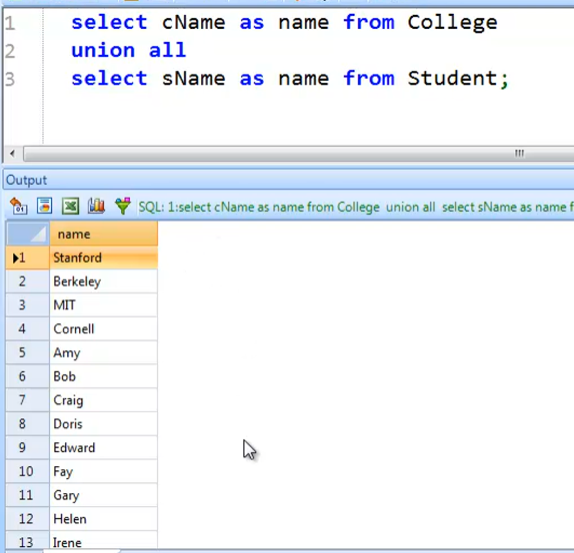 1 select cName as name from College
2 union all
3 select sName as name from Student;
Output
SQL: 1:select cName as name from College union all select sName as name f
name
1 Stanford
2 Berkeley
3 MIT
4 Cornell
5 Amy
6 Bob
7 Craig
8 Doris
9 Edward
10 Fay
11 Gary
12 Helen
13 Irene